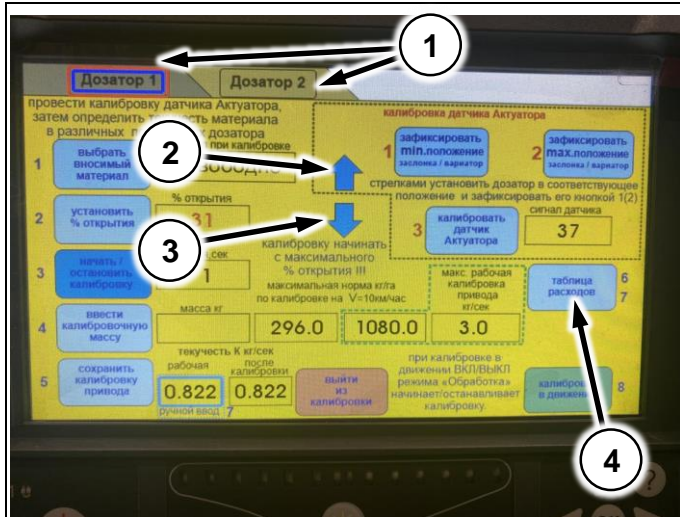 1
Дозатор 1
Дозатор 2
провести калибровку датчика Актуатора,
затем определить материала
в различных дозатора
калибровка датчика Актуатора
1
выбрать
вносимый
материал
при калибровке
2
1
зафиксировать
min.положение
заслонка / вариатор
2
зафиксировать
max.положение
заслонка / вариатор
стрелками установить дозатор в соответствующее
положение и зафиксировать его кнопкой 1(2)
2
установить
% открытия
% открытия
31
3
3
калибровать
датчик
Актуатора
сигнал датчика
37
калибровку начинать
с максимального
% открытия !!!
3
начать /
остановить
калибровку
сек
1
максимальная норма кг/га
по калибровке на V=10км/час
макс. рабочая
калибровка
привода
кг/сек
таблица
расходов
6
7
4
ввести
калибровочную
массу
масса кг
296.0
1080.0
3.0
5
сохранить
калибровку
привода
текучесть К кг/сек
рабочая
после
калибровки
0.822
0.822
ручной ввод 7
выйти
из
калибровки
при калибровке в
движении ВКЛ/ВЫКЛ
режима «Обработка»
начинает/останавливает
калибровку.
в движении
8
4
?